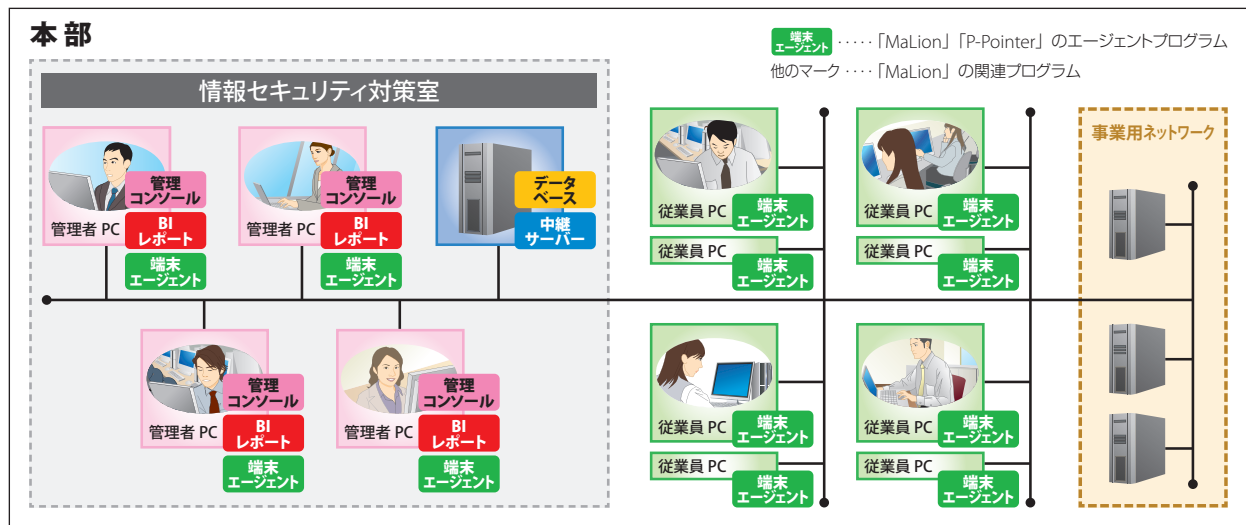 本部
端末
エージェント ····· 「MaLion」「P-Pointer」のエージェントプログラム
他のマーク ···· 「MaLion」の関連プログラム
情報セキュリティ対策室
管理
コンソール
管理者 PC
BI
レポート
端末
エージェント
管理
コンソール
管理者 PC
BI
レポート
端末
エージェント
データ
ベース
中継
サーバー
管理
コンソール
管理者 PC
BI
レポート
端末
エージェント
管理
コンソール
管理者 PC
BI
レポート
端末
エージェント
従業員 PC
端末
エージェント
従業員 PC
端末
エージェント
従業員 PC
端末
エージェント
従業員 PC
端末
エージェント
従業員 PC
端末
エージェント
従業員 PC
端末
エージェント
従業員 PC
端末
エージェント
従業員 PC
端末
エージェント
事業用ネットワーク